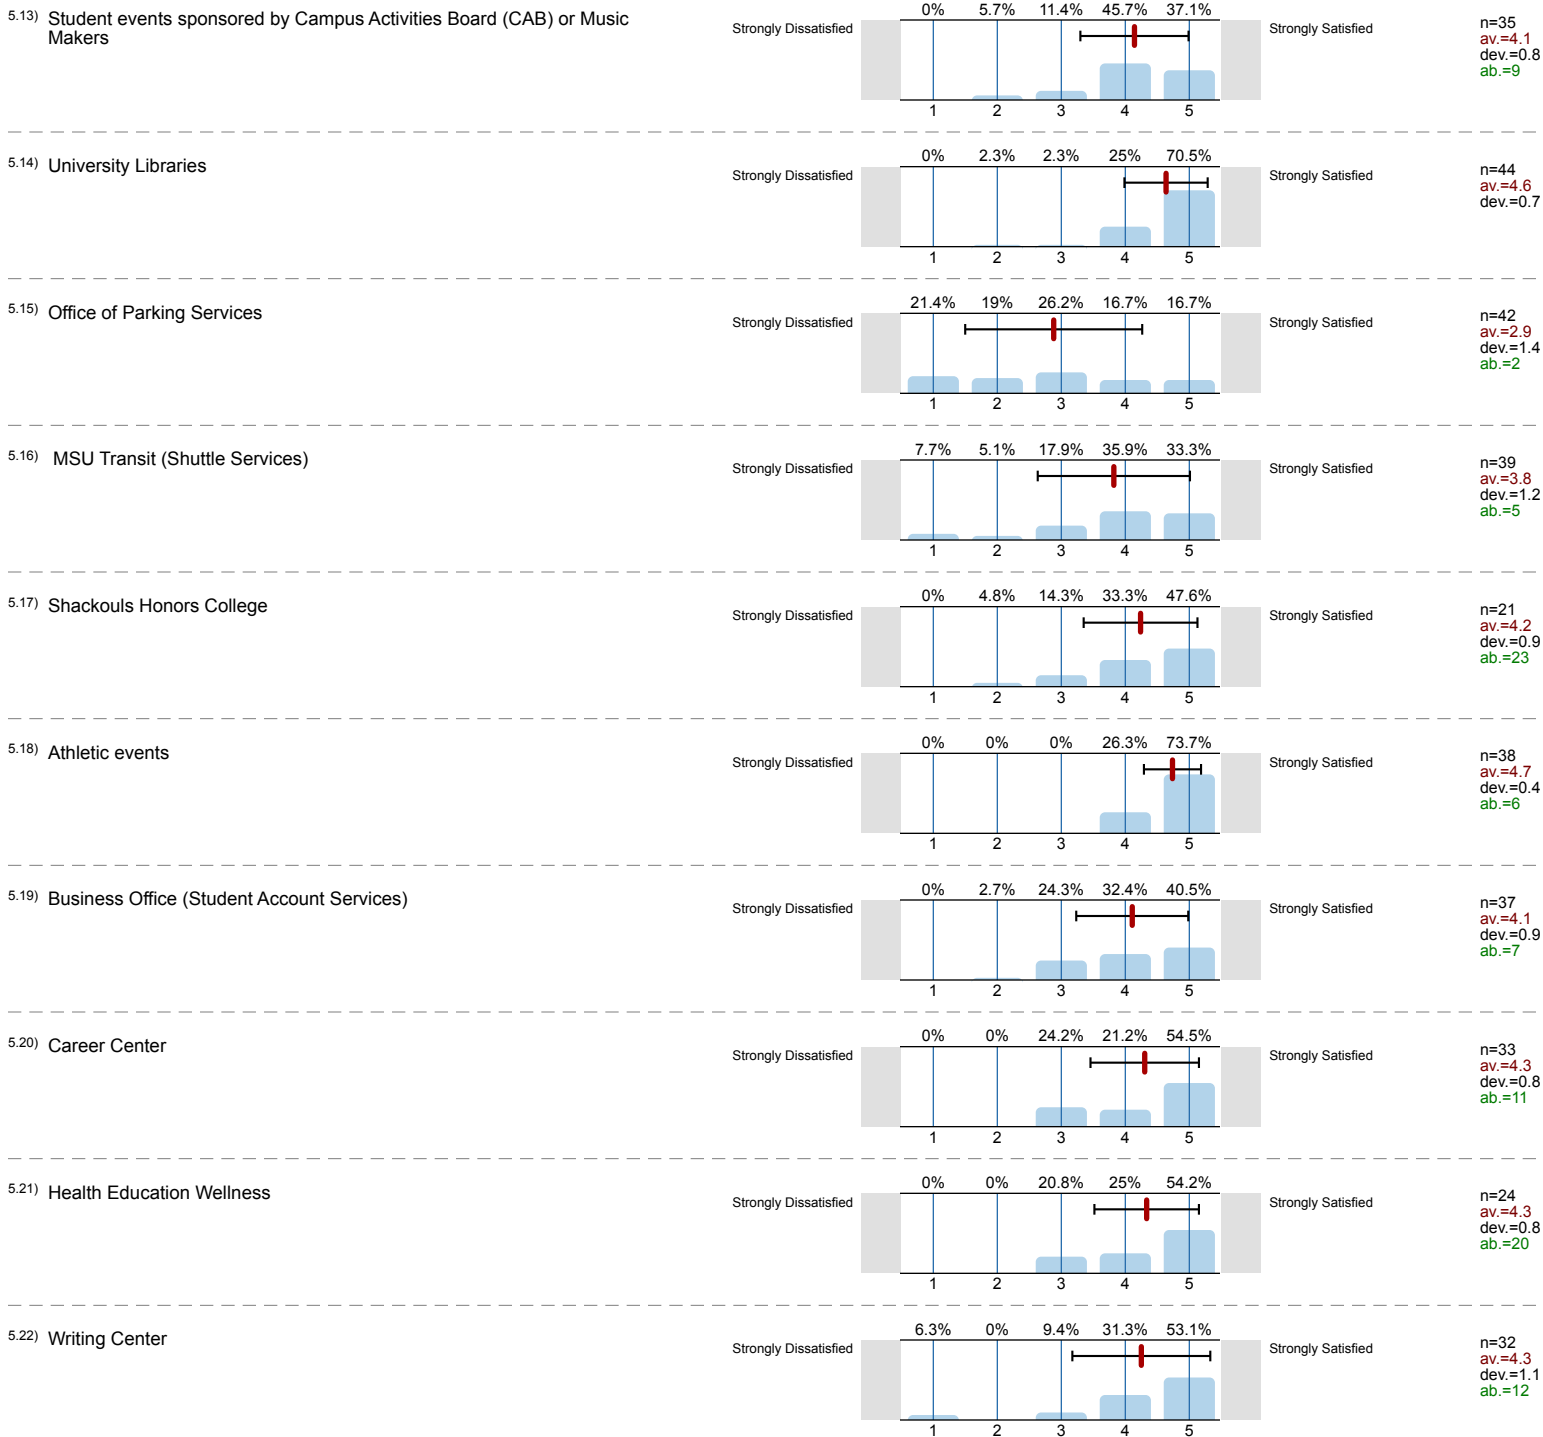 5.13) Student events sponsored by Campus Activities Board (CAB) or Music
Makers
Strongly Dissatisfied
0% 5.7% 11.4% 45.7% 37.1%
1 2 3 4 5
Strongly Satisfied
n=35
av.=4.1
dev.=0.8
ab.=9
5.14) University Libraries
Strongly Dissatisfied
0% 2.3% 2.3% 25% 70.5%
1 2 3 4 5
Strongly Satisfied
n=44
av.=4.6
dev.=0.7
5.15) Office of Parking Services
Strongly Dissatisfied
21.4% 19% 26.2% 16.7% 16.7%
1 2 3 4 5
Strongly Satisfied
n=42
av.=2.9
dev.=1.4
ab.=2
5.16) MSU Transit (Shuttle Services)
Strongly Dissatisfied
7.7% 5.1% 17.9% 35.9% 33.3%
1 2 3 4 5
Strongly Satisfied
n=39
av.=3.8
dev.=1.2
ab.=5
5.17) Shackouls Honors College
Strongly Dissatisfied
0% 4.8% 14.3% 33.3% 47.6%
1 2 3 4 5
Strongly Satisfied
n=21
av.=4.2
dev.=0.9
ab.=23
5.18) Athletic events
Strongly Dissatisfied
0% 0% 0% 26.3% 73.7%
1 2 3 4 5
Strongly Satisfied
n=38
av.=4.7
dev.=0.4
ab.=6
5.19) Business Office (Student Account Services)
Strongly Dissatisfied
0% 2.7% 24.3% 32.4% 40.5%
1 2 3 4 5
Strongly Satisfied
n=37
av.=4.1
dev.=0.9
ab.=7
5.20) Career Center
Strongly Dissatisfied
0% 0% 24.2% 21.2% 54.5%
1 2 3 4 5
Strongly Satisfied
n=33
av.=4.3
dev.=0.8
ab.=11
5.21) Health Education Wellness
Strongly Dissatisfied
0% 0% 20.8% 25% 54.2%
1 2 3 4 5
Strongly Satisfied
n=24
av.=4.3
dev.=0.8
ab.=20
5.22) Writing Center
Strongly Dissatisfied
6.3% 0% 9.4% 31.3% 53.1%
1 2 3 4 5
Strongly Satisfied
n=32
av.=4.3
dev.=1.1
ab.=12